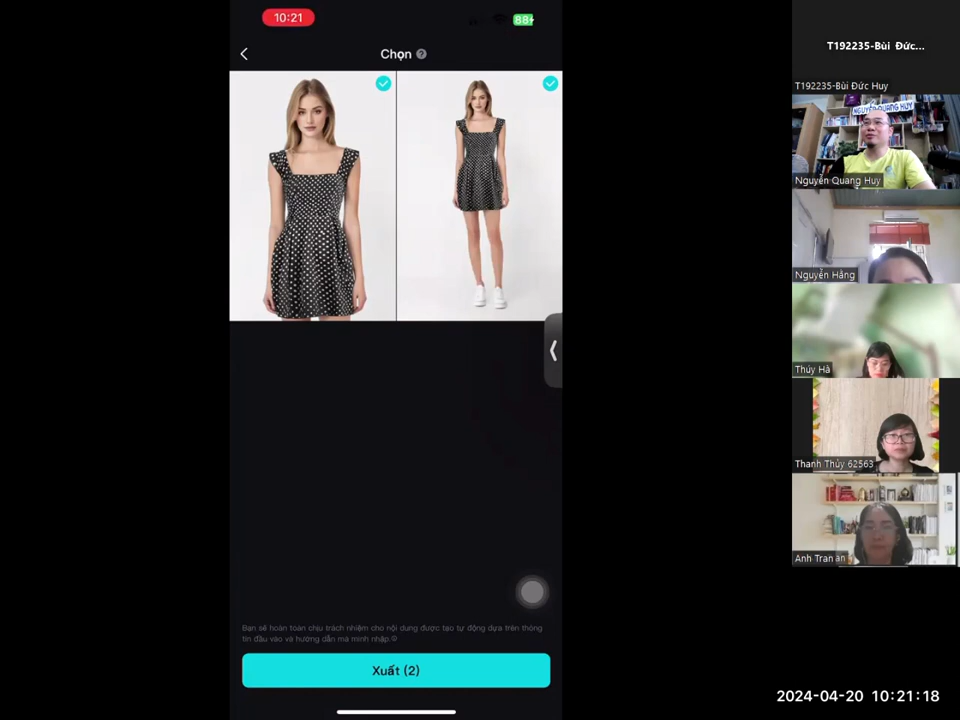 10:21
88
Chọn
Bạn sẽ hoàn toàn chịu trách nhiệm cho nội dung được tạo tự động dựa trên thông
tin đầu vào và hướng dẫn mà mình nhập.
Xuất (2)
T192235-Bùi Đức...
T192235-Bùi Đức Huy
NGUYỄN QUANG HUY
Nguyễn Quang Huy
Nguyễn Hằng
Thúy Hà
Thanh Thủy 62563
Anh Tran an
2024-04-20 10:21:18